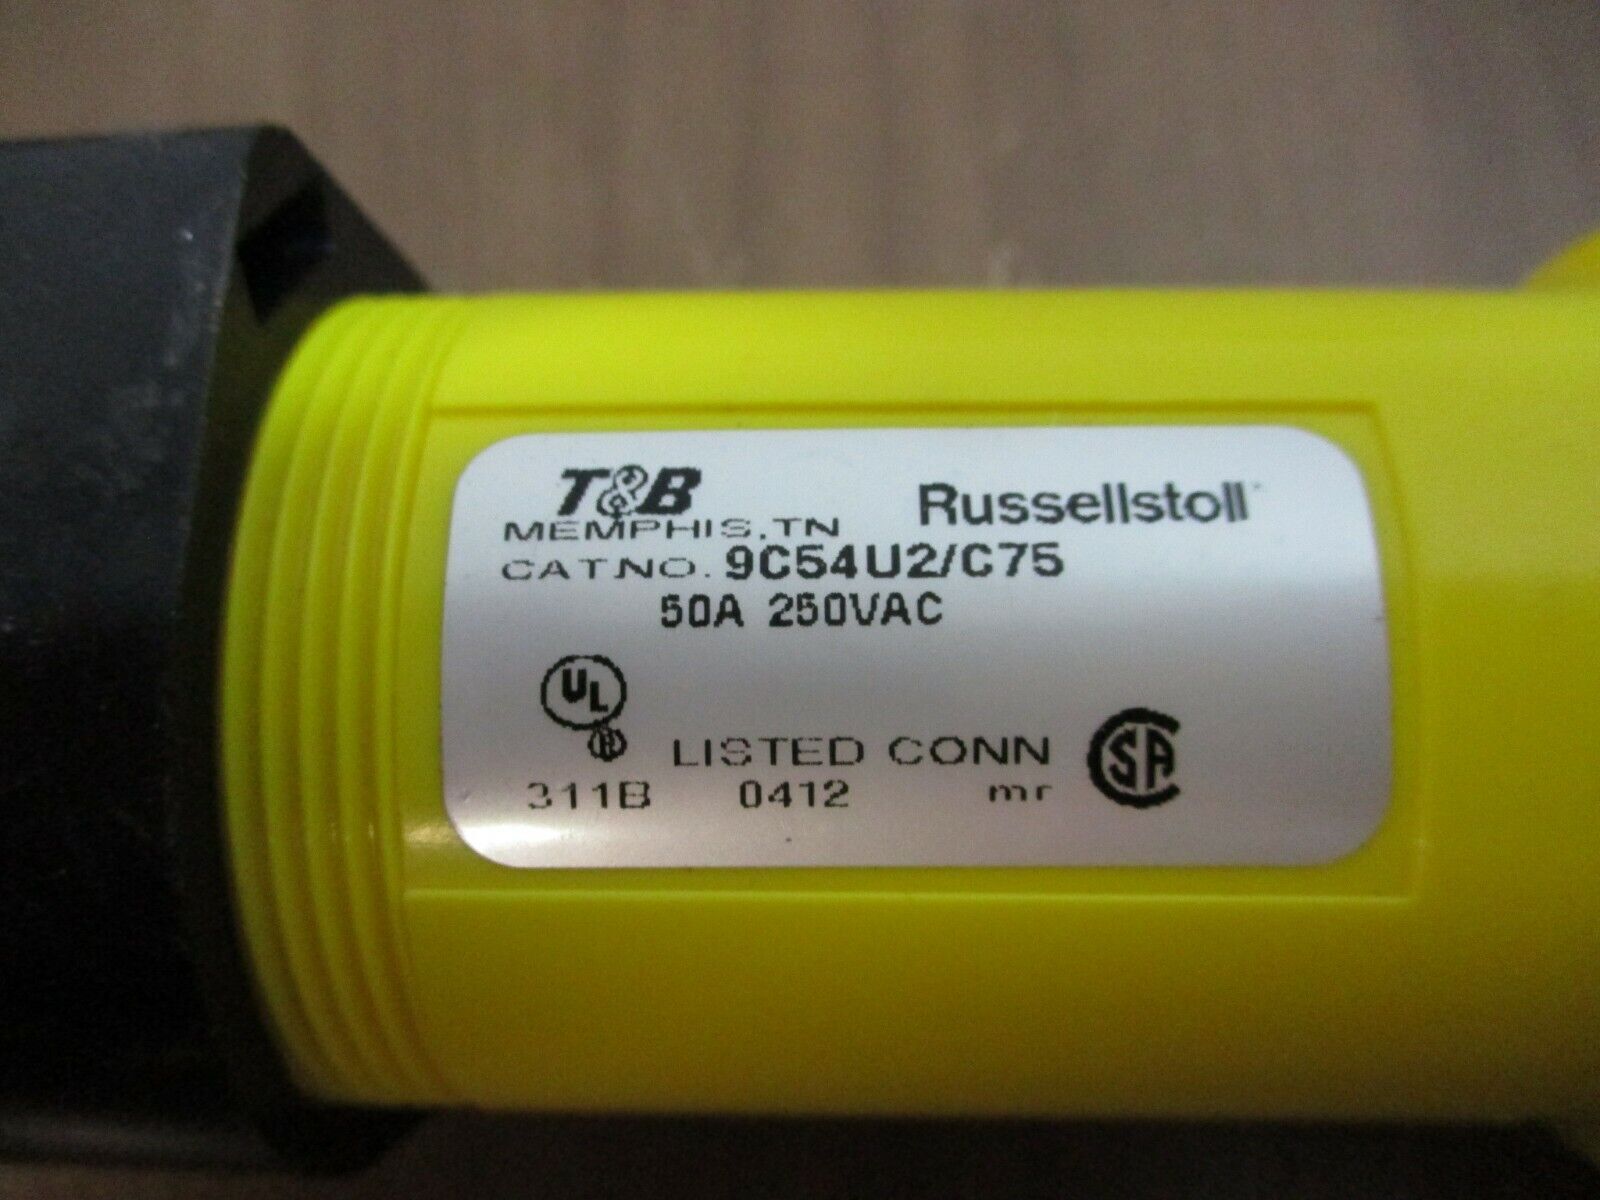 T&B Russellstoll
MEMPHIS, TN
CAT.NO. 9C54U2/C75
50A 250VAC
UL
R LISTED CONN SA
311B 0412 mr